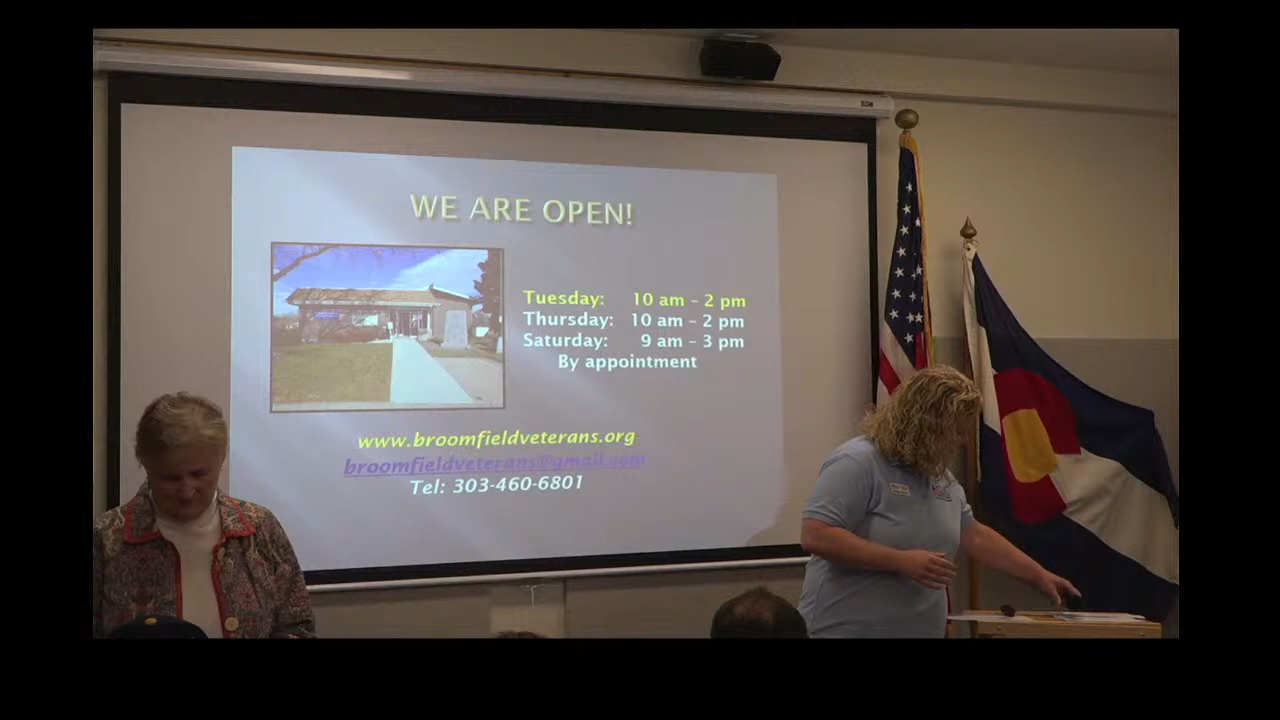 WE ARE OPEN!
Tuesday: 10 am – 2 pm
Thursday: 10 am – 2 pm
Saturday: 9 am – 3 pm
By appointment
www.broomfieldveterans.org
broomfieldveterans@gmail.com
Tel: 303-460-6801